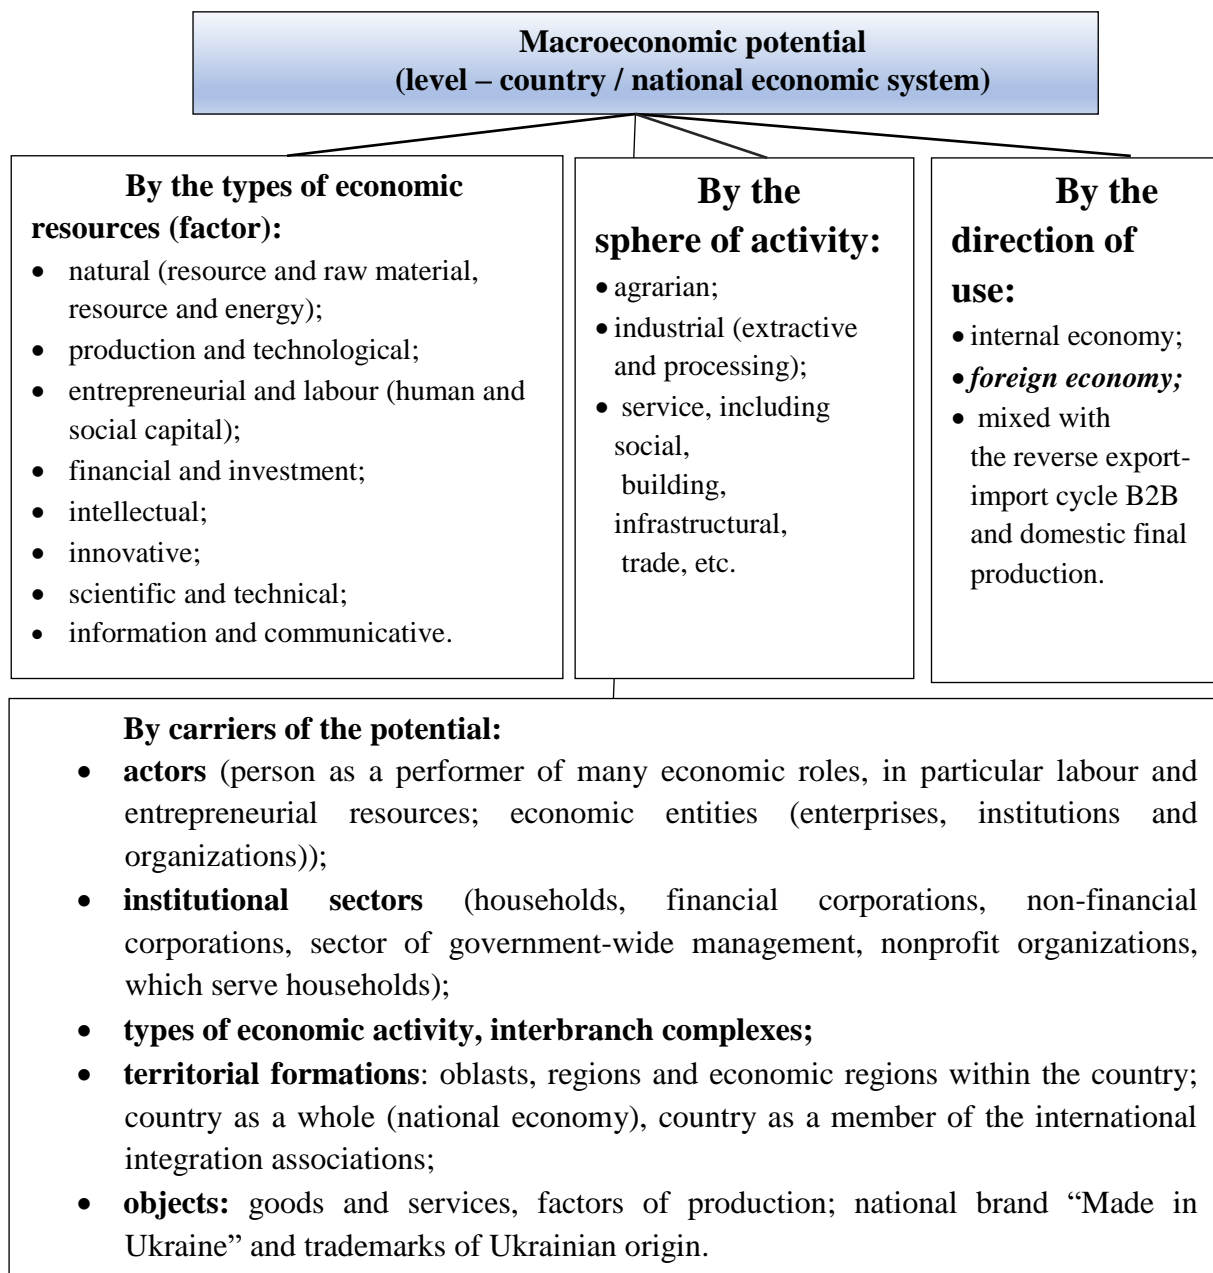 Macroeconomic potential
(level – country / national economic system)
By the types of economic
resources (factor):
• natural (resource and raw material,
resource and energy);
• production and technological;
• entrepreneurial and labour (human and
social capital);
• financial and investment;
• intellectual;
• innovative;
• scientific and technical;
• information and communicative.
By the
sphere of activity:
• agrarian;
• industrial (extractive
and processing);
• service, including
social,
building,
infrastructural,
trade, etc.
By the
direction of
use:
• internal economy;
• foreign economy;
• mixed with
the reverse export-
import cycle B2B
and domestic final
production.
By carriers of the potential:
• actors (person as a performer of many economic roles, in particular labour and
entrepreneurial resources; economic entities (enterprises, institutions and
organizations));
• institutional sectors (households, financial corporations, non-financial
corporations, sector of government-wide management, nonprofit organizations,
which serve households);
• types of economic activity, interbranch complexes;
• territorial formations: oblasts, regions and economic regions within the country;
country as a whole (national economy), country as a member of the international
integration associations;
• objects: goods and services, factors of production; national brand “Made in
Ukraine” and trademarks of Ukrainian origin.